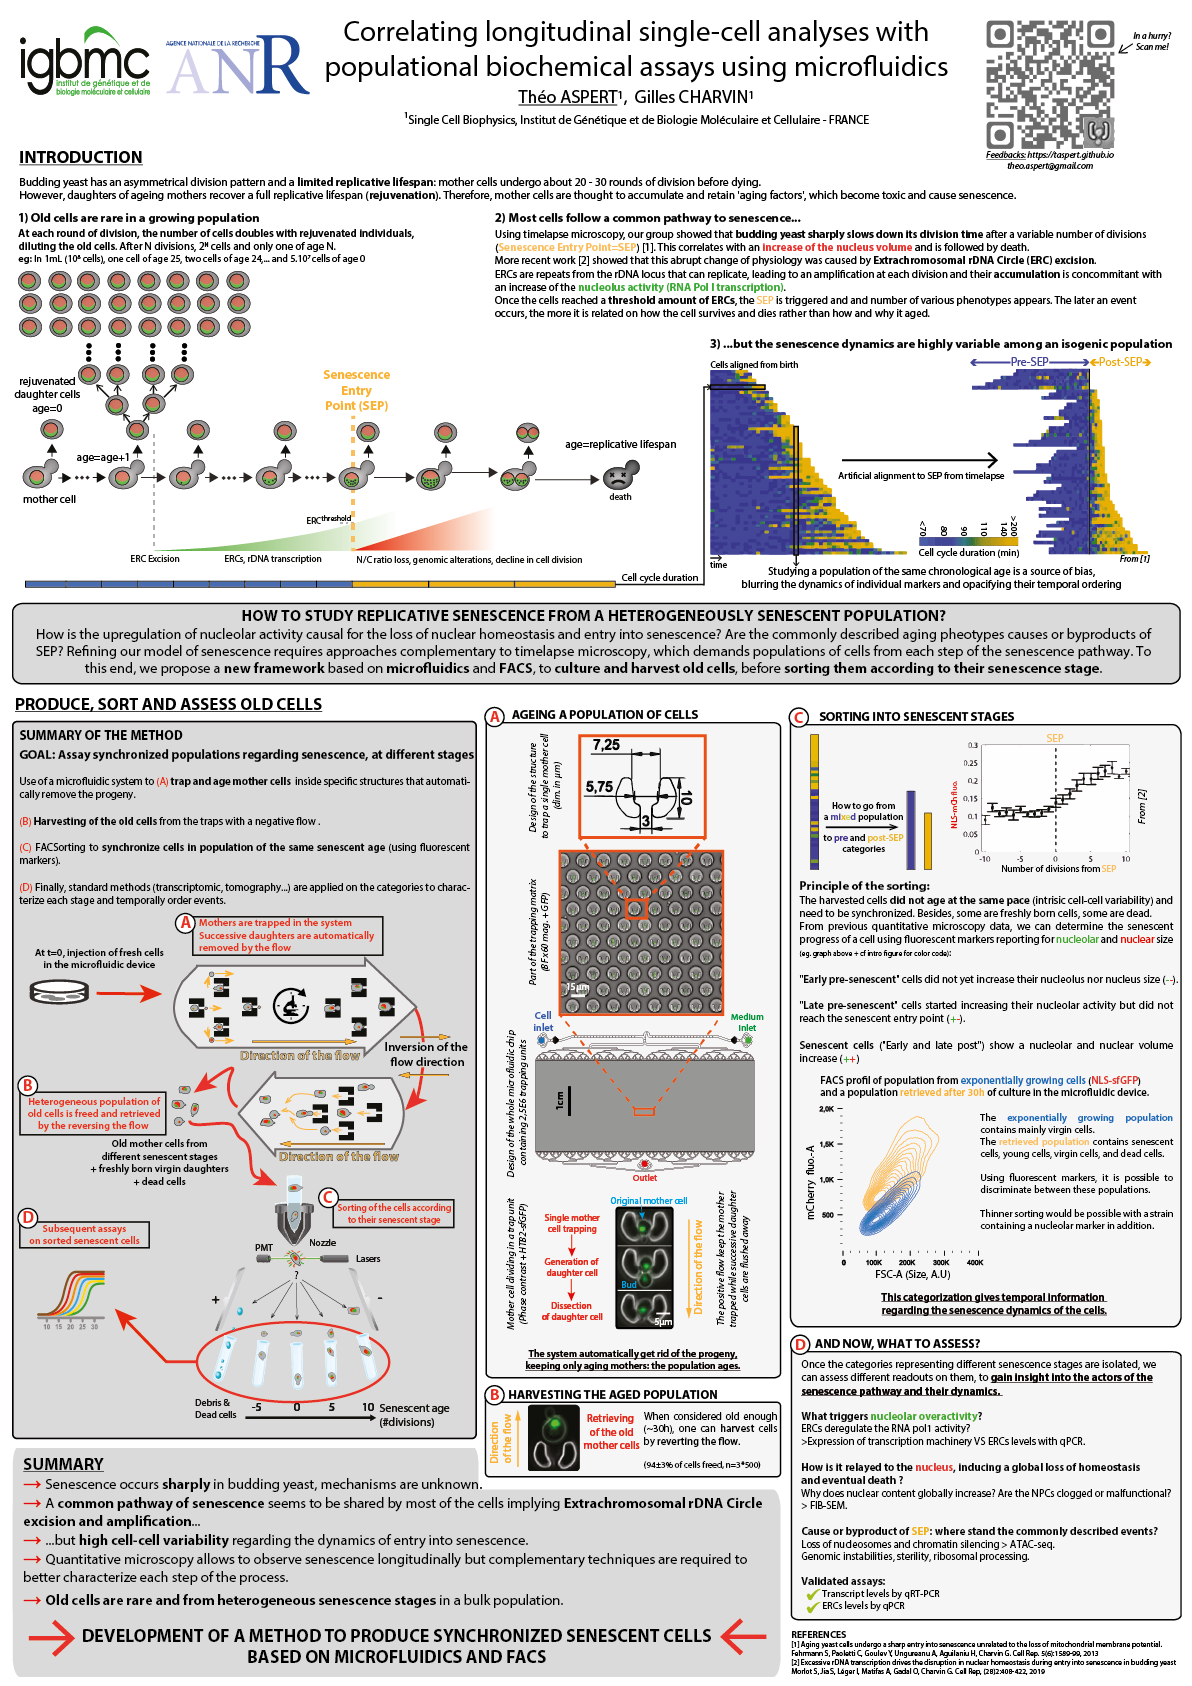 igbmc
institut de génétique et de
biologie moléculaire et cellulaire
AGENCE NATIONALE DE LA RECHERCHE
ANR
Correlating longitudinal single-cell analyses with
populational biochemical assays using microfluidics
Théo ASPERT¹, Gilles CHARVIN¹
¹Single Cell Biophysics, Institut de Génétique et de Biologie Moléculaire et Cellulaire - FRANCE
In a hurry?
Scan me!
Feedbacks: https://taspert.github.io
theo.aspert@gmail.com
INTRODUCTION
Budding yeast has an asymmetrical division pattern and a limited replicative lifespan: mother cells undergo about 20 - 30 rounds of division before dying.
However, daughters of ageing mothers recover a full replicative lifespan (rejuvenation). Therefore, mother cells are thought to accumulate and retain 'aging factors', which become toxic and cause senescence.
1) Old cells are rare in a growing population
At each round of division, the number of cells doubles with rejuvenated individuals,
diluting the old cells. After N divisions, 2ᴺ cells and only one of age N.
eg: In 1mL (10⁸ cells), one cell of age 25, two cells of age 24,... and 5.10⁷ cells of age 0
rejuvenated
daughter cells
age=0
age=age+1
mother cell
Senescence
Entry
Point (SEP)
age=replicative lifespan
death
ERCthreshold
ERC Excision
ERCs, rDNA transcription
N/C ratio loss, genomic alterations, decline in cell division
Cell cycle duration
2) Most cells follow a common pathway to senescence...
Using timelapse microscopy, our group showed that budding yeast sharply slows down its division time after a variable number of divisions
(Senescence Entry Point=SEP) [1]. This correlates with an increase of the nucleus volume and is followed by death.
More recent work [2] showed that this abrupt change of physiology was caused by Extrachromosomal rDNA Circle (ERC) excision.
ERCs are repeats from the rDNA locus that can replicate, leading to an amplification at each division and their accumulation is concommitant with
an increase of the nucleolus activity (RNA Pol I transcription).
Once the cells reached a threshold amount of ERCs, the SEP is triggered and and number of various phenotypes appears. The later an event
occurs, the more it is related on how the cell survives and dies rather than how and why it aged.
3) ...but the senescence dynamics are highly variable among an isogenic population
Cells aligned from birth
Pre-SEP
Post-SEP
Artificial alignment to SEP from timelapse
<70
80
90
110
140
>200
Cell cycle duration (min)
time
From [1]
Studying a population of the same chronological age is a source of bias,
blurring the dynamics of individual markers and opacifying their temporal ordering
HOW TO STUDY REPLICATIVE SENESCENCE FROM A HETEROGENEOUSLY SENESCENT POPULATION?
How is the upregulation of nucleolar activity causal for the loss of nuclear homeostasis and entry into senescence? Are the commonly described aging pheotypes causes or byproducts of
SEP? Refining our model of senescence requires approaches complementary to timelapse microscopy, which demands populations of cells from each step of the senescence pathway. To
this end, we propose a new framework based on microfluidics and FACS, to culture and harvest old cells, before sorting them according to their senescence stage.
PRODUCE, SORT AND ASSESS OLD CELLS
SUMMARY OF THE METHOD
GOAL: Assay synchronized populations regarding senescence, at different stages
Use of a microfluidic system to (A) trap and age mother cells inside specific structures that automati-
cally remove the progeny.
(B) Harvesting of the old cells from the traps with a negative flow .
(C) FACSorting to synchronize cells in population of the same senescent age (using fluorescent
markers).
(D) Finally, standard methods (transcriptomic, tomography...) are applied on the categories to charac-
terize each stage and temporally order events.
A
Mothers are trapped in the system
Successive daughters are automatically
removed by the flow
At t=0, injection of fresh cells
in the microfluidic device
Direction of the flow
Inversion of the
flow direction
B
Heterogeneous population of
old cells is freed and retrieved
by the reversing the flow
Direction of the flow
Old mother cells from
different senescent stages
+ freshly born virgin daughters
+ dead cells
C
Sorting of the cells according
to their senescent stage
D
Subsequent assays
on sorted senescent cells
PMT
Nozzle
Lasers
?
+
-
10 15 20 25 30
Debris &
Dead cells
-5 0 5 10
Senescent age
(#divisions)
A
AGEING A POPULATION OF CELLS
Design of the structure
to trap a single mother cell
(dim. in µm)
7,25
5,75
10
3
Part of the trapping matrix
(BFx60 mag. + GFP)
15µm
Cell
inlet
Medium
Inlet
Design of the whole microfluidic chip
containing 2,5E6 trapping units
1cm
Outlet
Mother cell dividing in a trap unit
(Phase contrast + HTB2-sfGFP)
Single mother
cell trapping
Generation of
daughter cell
Dissection
of daughter cell
Original mother cell
Bud
5µm
Direction of the flow
The positive flow keep the mother
trapped while successive daughter
cells are flushed away
The system automatically get rid of the progeny,
keeping only aging mothers: the population ages.
B
HARVESTING THE AGED POPULATION
Direction
of the flow
Retrieving
of the old
mother cells
When considered old enough
(~30h), one can harvest cells
by reverting the flow.
(94±3% of cells freed, n=3*500)
C
SORTING INTO SENESCENT STAGES
How to go from
a mixed population
to pre and post-SEP
categories
SEP
NLS-mCh fluo.
0.3
0.25
0.2
0.15
0.1
0.05
0
-10 -5 0 5 10
Number of divisions from SEP
From [2]
Principle of the sorting:
The harvested cells did not age at the same pace (intrisic cell-cell variability) and
need to be synchronized. Besides, some are freshly born cells, some are dead.
From previous quantitative microscopy data, we can determine the senescent
progress of a cell using fluorescent markers reporting for nucleolar and nuclear size
(eg. graph above + cf intro figure for color code):
"Early pre-senescent" cells did not yet increase their nucleolus nor nucleus size (--).
"Late pre-senescent" cells started increasing their nucleolar activity but did not
reach the senescent entry point (+-).
Senescent cells ("Early and late post") show a nucleolar and nuclear volume
increase (++)
FACS profil of population from exponentially growing cells (NLS-sfGFP)
and a population retrieved after 30h of culture in the microfluidic device.
mCherry fluo.-A
2,0K
1,5K
1,0K
500
0 100K 200K 300K 400K
FSC-A (Size, A.U)
The exponentially growing population
contains mainly virgin cells.
The retrieved population contains senescent
cells, young cells, virgin cells, and dead cells.
Using fluorescent markers, it is possible to
discriminate between these populations.
Thinner sorting would be possible with a strain
containing a nucleolar marker in addition.
This categorization gives temporal information
regarding the senescence dynamics of the cells.
D
AND NOW, WHAT TO ASSESS?
Once the categories representing different senescence stages are isolated, we
can assess different readouts on them, to gain insight into the actors of the
senescence pathway and their dynamics.
What triggers nucleolar overactivity?
ERCs deregulate the RNA pol1 activity?
>Expression of transcription machinery VS ERCs levels with qPCR.
How is it relayed to the nucleus, inducing a global loss of homeostasis
and eventual death ?
Why does nuclear content globally increase? Are the NPCs clogged or malfunctional?
> FIB-SEM.
Cause or byproduct of SEP: where stand the commonly described events?
Loss of nucleosomes and chromatin silencing > ATAC-seq.
Genomic instabilities, sterility, ribosomal processing.
Validated assays:
Transcript levels by qRT-PCR
ERCs levels by qPCR
SUMMARY
→ Senescence occurs sharply in budding yeast, mechanisms are unknown.
→ A common pathway of senescence seems to be shared by most of the cells implying Extrachromosomal rDNA Circle
excision and amplification...
→ ...but high cell-cell variability regarding the dynamics of entry into senescence.
→ Quantitative microscopy allows to observe senescence longitudinally but complementary techniques are required to
better characterize each step of the process.
→ Old cells are rare and from heterogeneous senescence stages in a bulk population.
DEVELOPMENT OF A METHOD TO PRODUCE SYNCHRONIZED SENESCENT CELLS
BASED ON MICROFLUIDICS AND FACS
REFERENCES
[1] Aging yeast cells undergo a sharp entry into senescence unrelated to the loss of mitochondrial membrane potential.
Fehrmann S, Paoletti C, Goulev Y, Ungureanu A, Aguilaniu H, Charvin G. Cell Rep. 5(6):1589-99, 2013
[2] Excessive rDNA transcription drives the disruption in nuclear homeostasis during entry into senescence in budding yeast
Morlot S, Jia S, Léger I, Matifas A, Gadal O, Charvin G. Cell Rep, (28)2:408-422, 2019